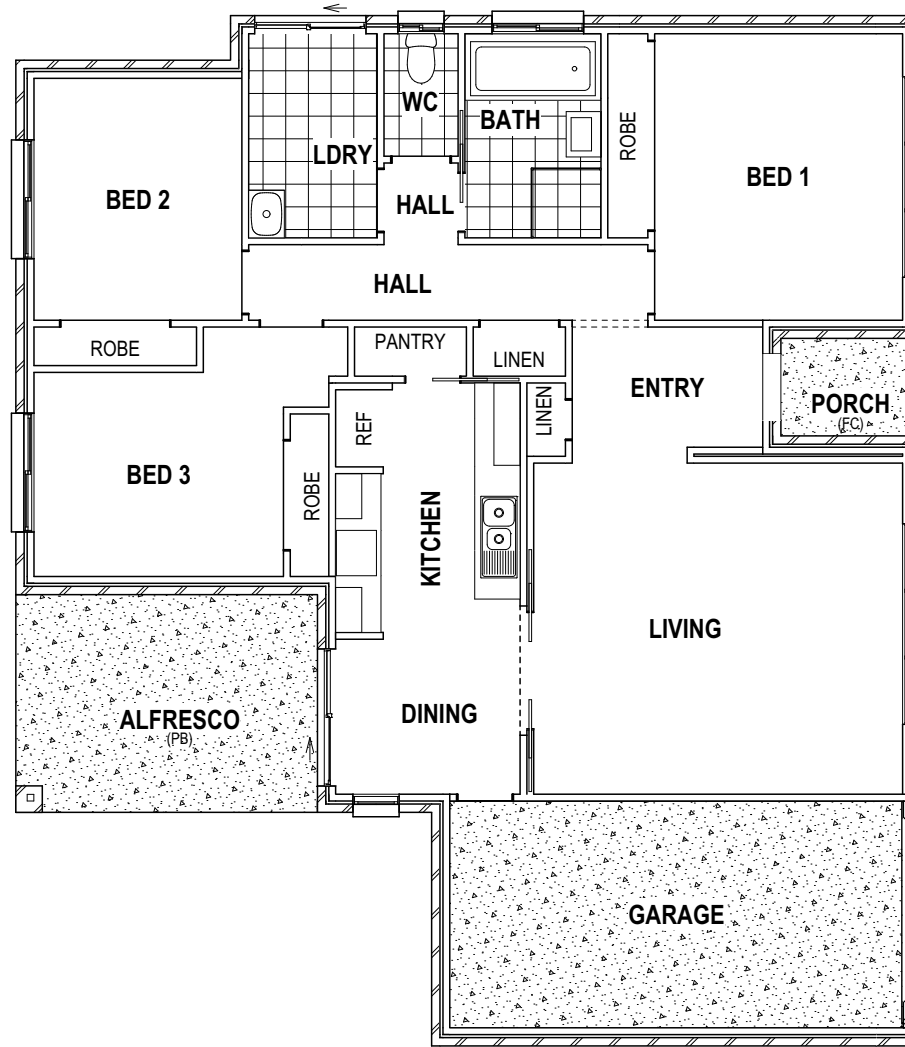 WC
BATH
ROBE
LDRY
BED 1
BED 2
HALL
HALL
ROBE
PANTRY
LINEN
ENTRY
LINEN
PORCH
(FC)
REF
BED 3
ROBE
KITCHEN
LIVING
ALFRESCO
(PB)
DINING
GARAGE